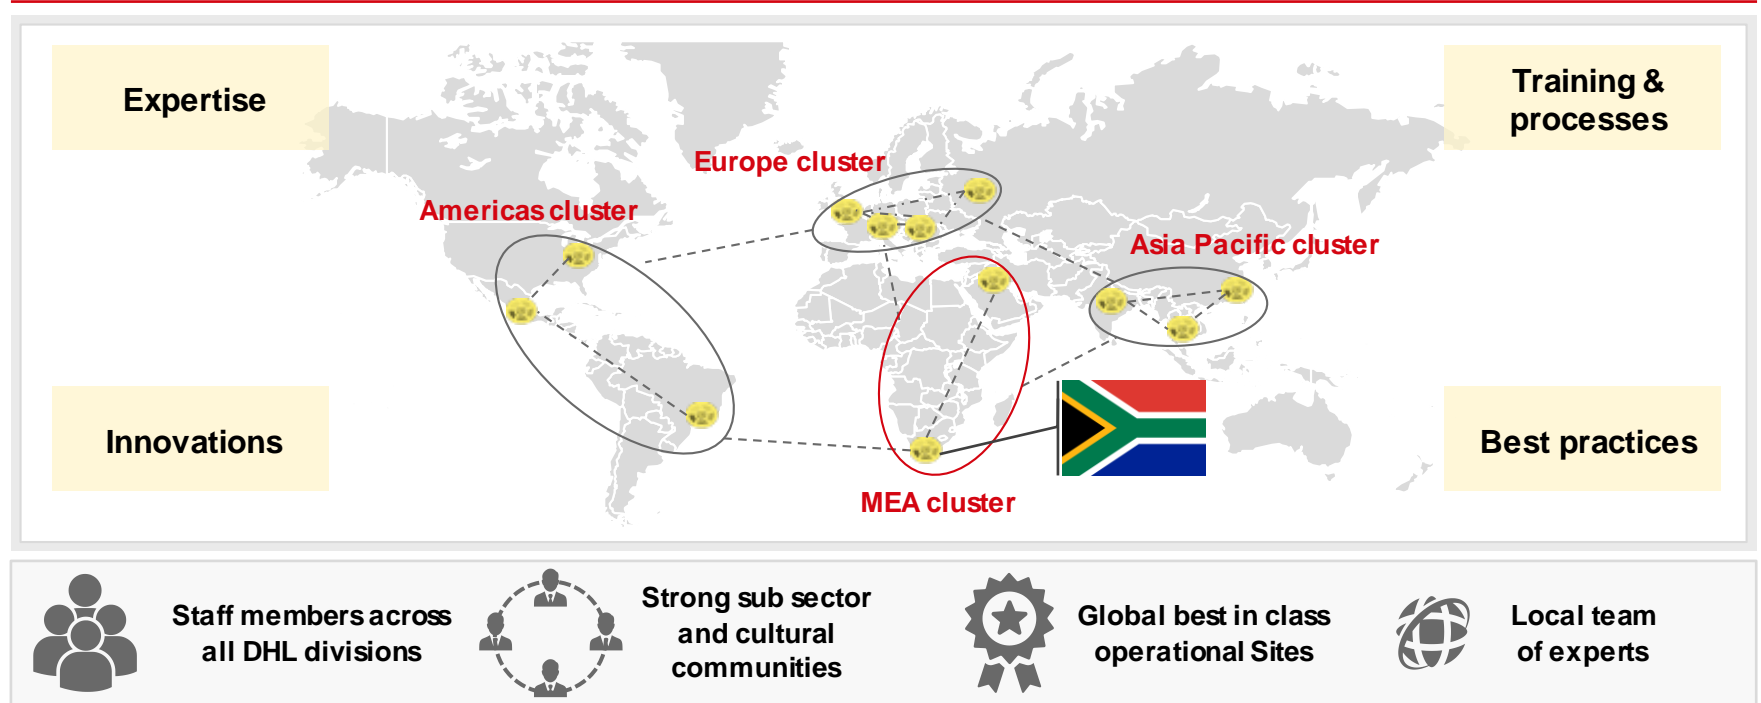 Expertise
Training &
processes
Europe cluster
Americas cluster
Asia Pacific cluster
Innovations
Best practices
MEA cluster
Staff members across
all DHL divisions
Strong sub sector
and cultural
communities
Global best in class
operational Sites
Local team
of experts